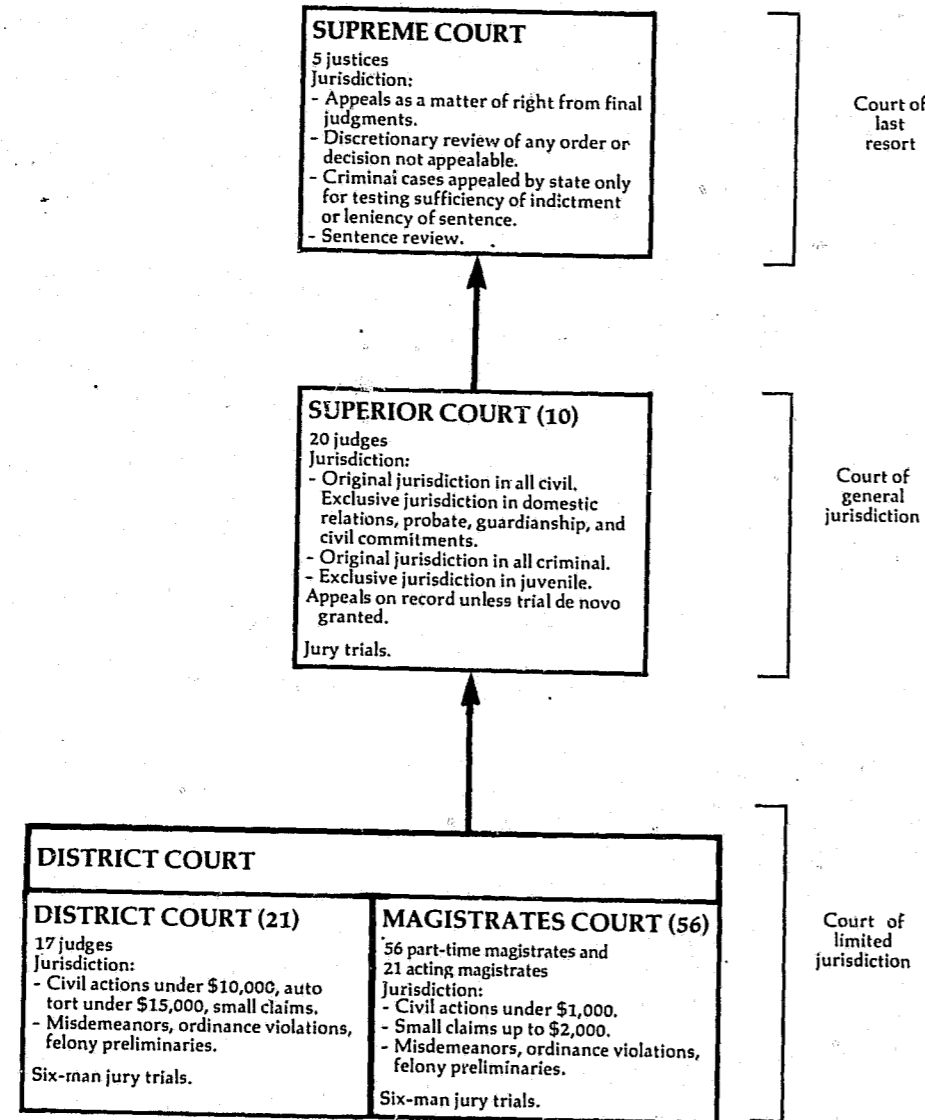 SUPREME COURT
5 justices
Jurisdiction:
- Appeals as a matter of right from final
judgments.
- Discretionary review of any order or
decision not appealable.
- Criminal cases appealed by state only
for testing sufficiency of indictment
or leniency of sentence.
- Sentence review.
Court of
last
resort
SUPERIOR COURT (10)
20 judges
Jurisdiction:
- Original jurisdiction in all civil.
Exclusive jurisdiction in domestic
relations, probate, guardianship, and
civil commitments.
- Original jurisdiction in all criminal.
- Exclusive jurisdiction in juvenile.
Appeals on record unless trial de novo
granted.
Jury trials.
Court of
general
jurisdiction
DISTRICT COURT
DISTRICT COURT (21)
17 judges
Jurisdiction:
- Civil actions under $10,000, auto
tort under $15,000, small claims.
- Misdemeanors, ordinance violations,
felony preliminaries.
Six-man jury trials.
MAGISTRATES COURT (56)
56 part-time magistrates and
21 acting magistrates
Jurisdiction:
- Civil actions under $1,000.
- Small claims up to $2,000.
- Misdemeanors, ordinance violations,
felony preliminaries.
Six-man jury trials.
Court of
limited
jurisdiction